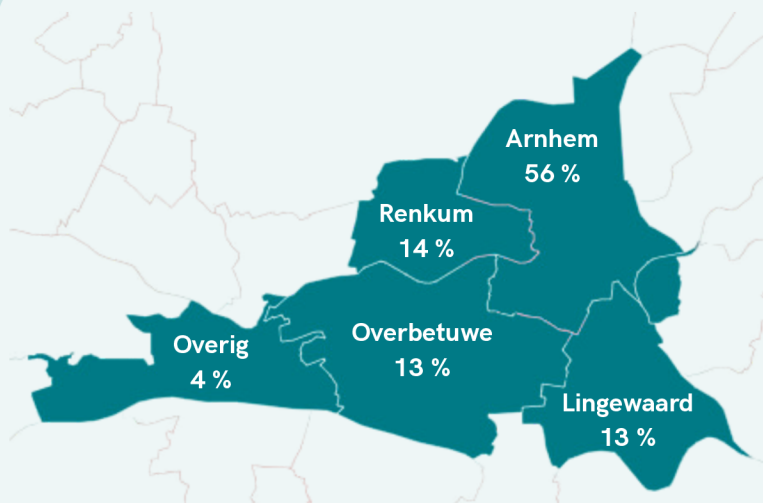 Arnhem
56 %
Renkum
14 %
Overbetuwe
13 %
Overig
4 %
Lingewaard
13 %